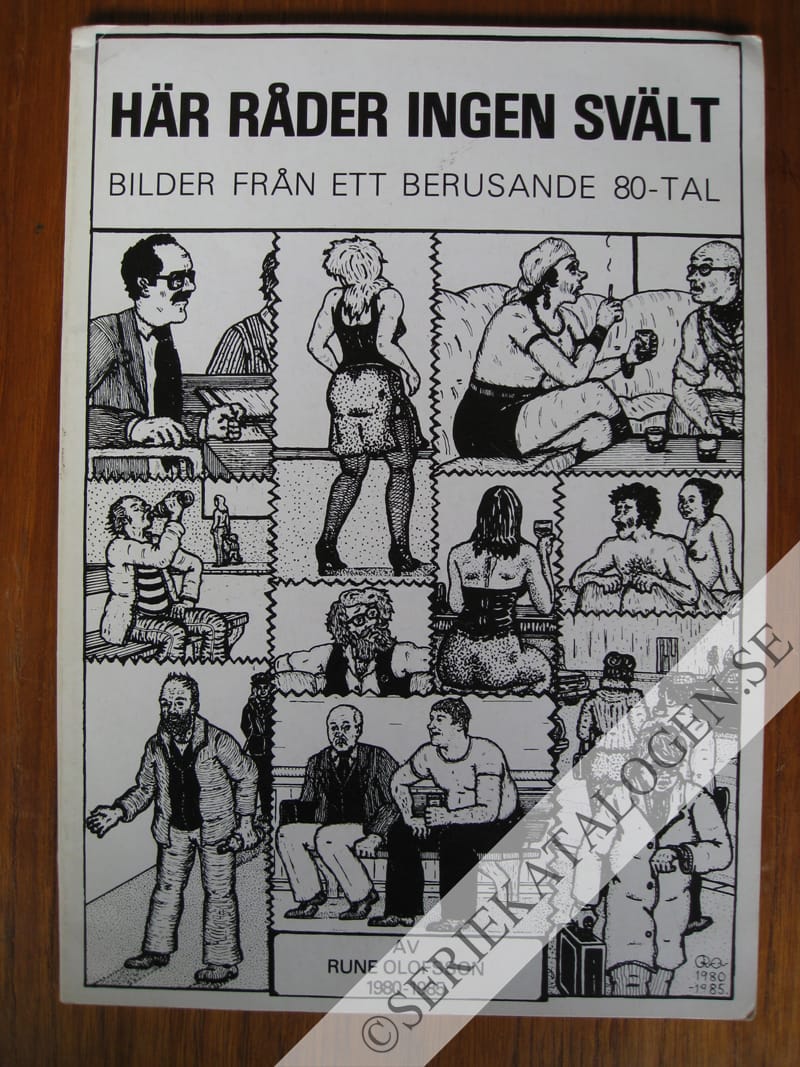 HÄR RÅDER INGEN SVÄLT
BILDER FRÅN ETT BERUSANDE 80-TAL
AV
RUNE OLOFSSON
1980-1985
1980
-1985.
©SERIEKATALOGEN.SE